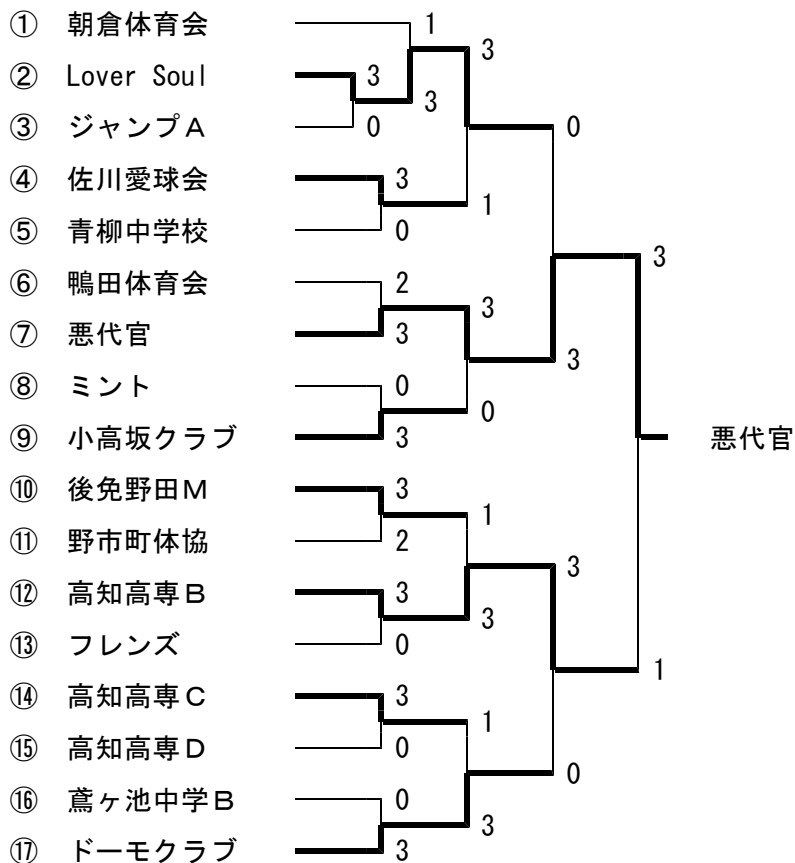 ① 朝倉体育会 1
3
② Lover Soul 3
3
③ ジャンプA 0 0
④ 佐川愛球会 3
1
⑤ 青柳中学校 0
3
⑥ 鴨田体育会 2
3
⑦ 悪代官 3
3
⑧ ミント 0
0
⑨ 小高坂クラブ 3 悪代官
⑩ 後免野田M 3
1
⑪ 野市町体協 2
3
⑫ 高知高専B 3
3
⑬ フレンズ 0
1
⑭ 高知高専C 3
1
⑮ 高知高専D 0
0
⑯ 鳶ヶ池中学B 0
3
⑰ ドーモクラブ 3